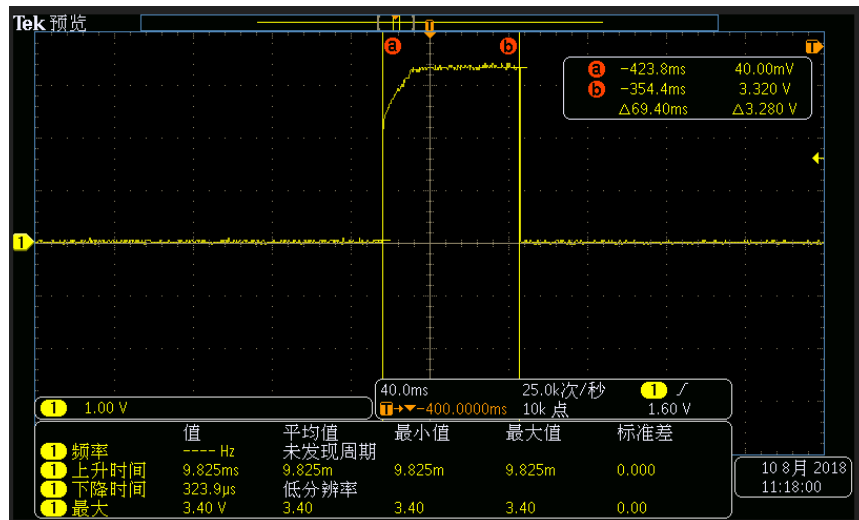 Tek 预览
T
a b T
a -423.8ms 40.00mV
b -354.4ms 3.320 V
△69.40ms △3.280 V
1
1 1.00 V
40.0ms 25.0k次/秒 1 ∫
T→▼-400.0000ms 10k 点 1.60 V
值 平均值 最小值 最大值 标准差
1 频率 ---- Hz 未发现周期
1 上升时间 9.825ms 9.825m 9.825m 9.825m 0.000
1 下降时间 323.9µs 低分辨率
1 最大 3.40 V 3.40 3.40 3.40 0.00
10 8月 2018
11:18:00